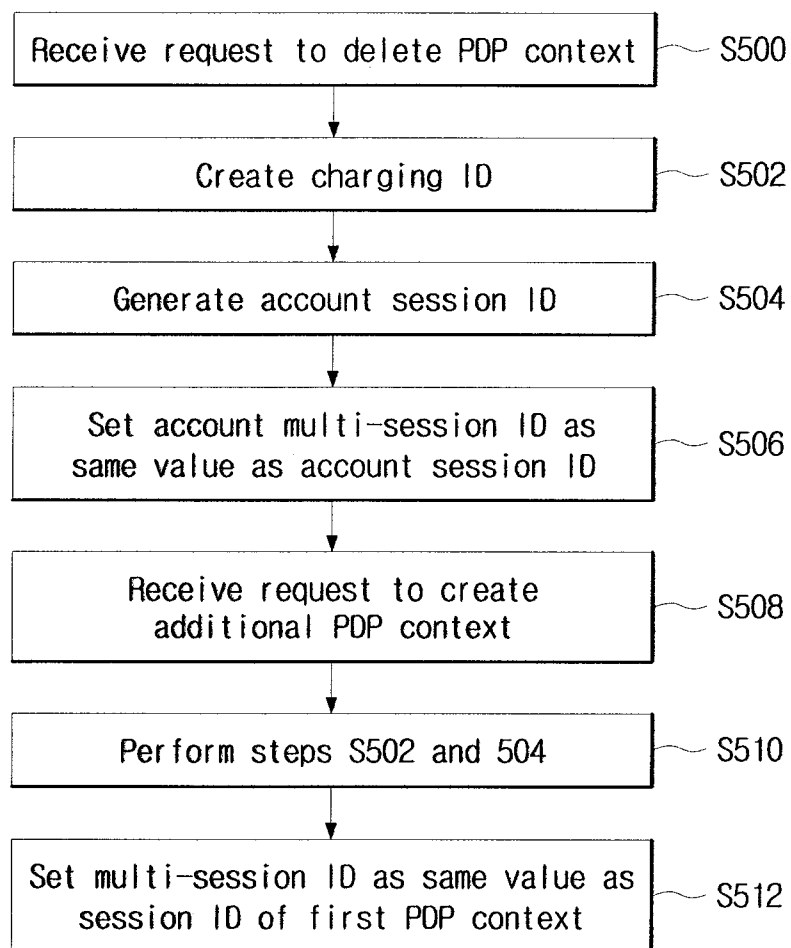 Receive request to delete PDP context
S500
Create charging ID
S502
Generate account session ID
S504
Set account multi-session ID as
same value as account session ID
S506
Receive request to create
additional PDP context
S508
Perform steps S502 and 504
S510
Set multi-session ID as same value as
session ID of first PDP context
S512